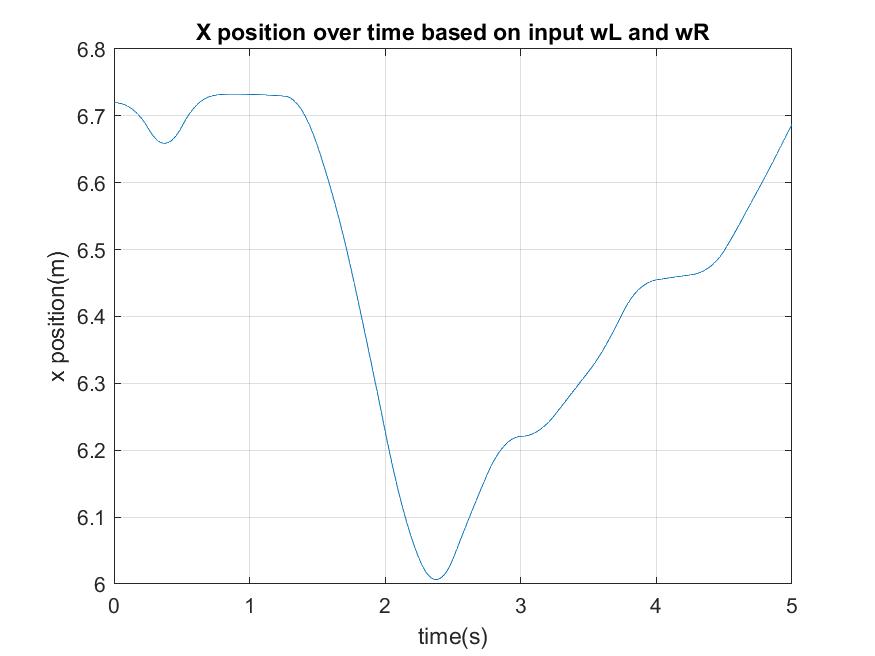 X position over time based on input wL and wR
6.8
6.7
6.6
6.5
6.4
6.3
6.2
6.1
6
x position(m)
0 1 2 3 4 5
time(s)